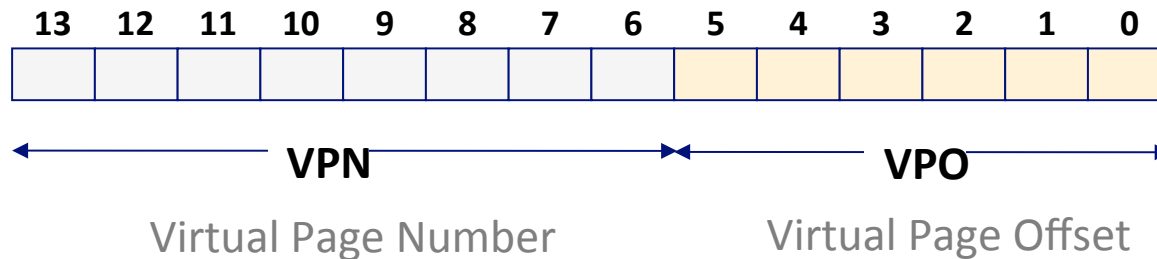 13 12 11 10 9 8 7 6 5 4 3 2 1 0
VPN VPO
Virtual Page Number Virtual Page Offset